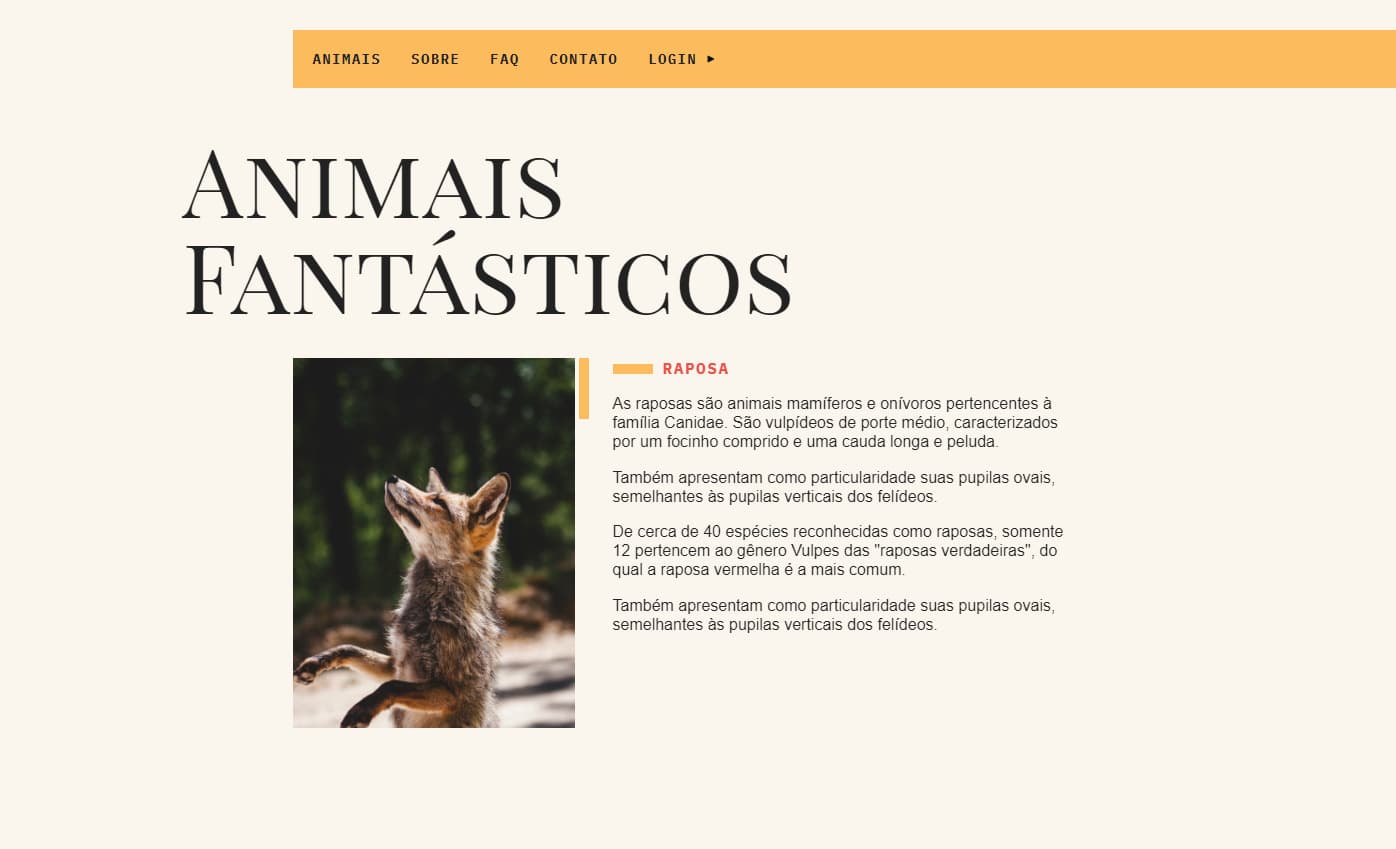 ANIMAIS SOBRE FAQ CONTATO LOGIN ▸
ANIMAIS
FANTÁSTICOS
RAPOSA
As raposas são animais mamíferos e onívoros pertencentes à
família Canidae. São vulpídeos de porte médio, caracterizados
por um focinho comprido e uma cauda longa e peluda.
Também apresentam como particularidade suas pupilas ovais,
semelhantes às pupilas verticais dos felídeos.
De cerca de 40 espécies reconhecidas como raposas, somente
12 pertencem ao gênero Vulpes das "raposas verdadeiras", do
qual a raposa vermelha é a mais comum.
Também apresentam como particularidade suas pupilas ovais,
semelhantes às pupilas verticais dos felídeos.